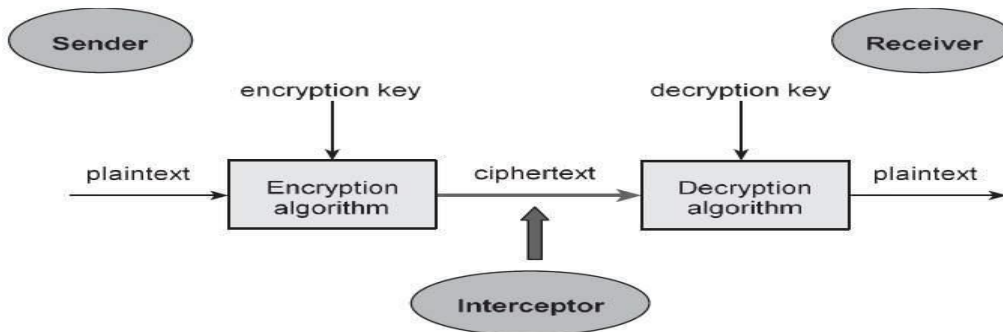 Sender
Receiver
encryption key
decryption key
plaintext
Encryption
algorithm
ciphertext
Decryption
algorithm
plaintext
Interceptor